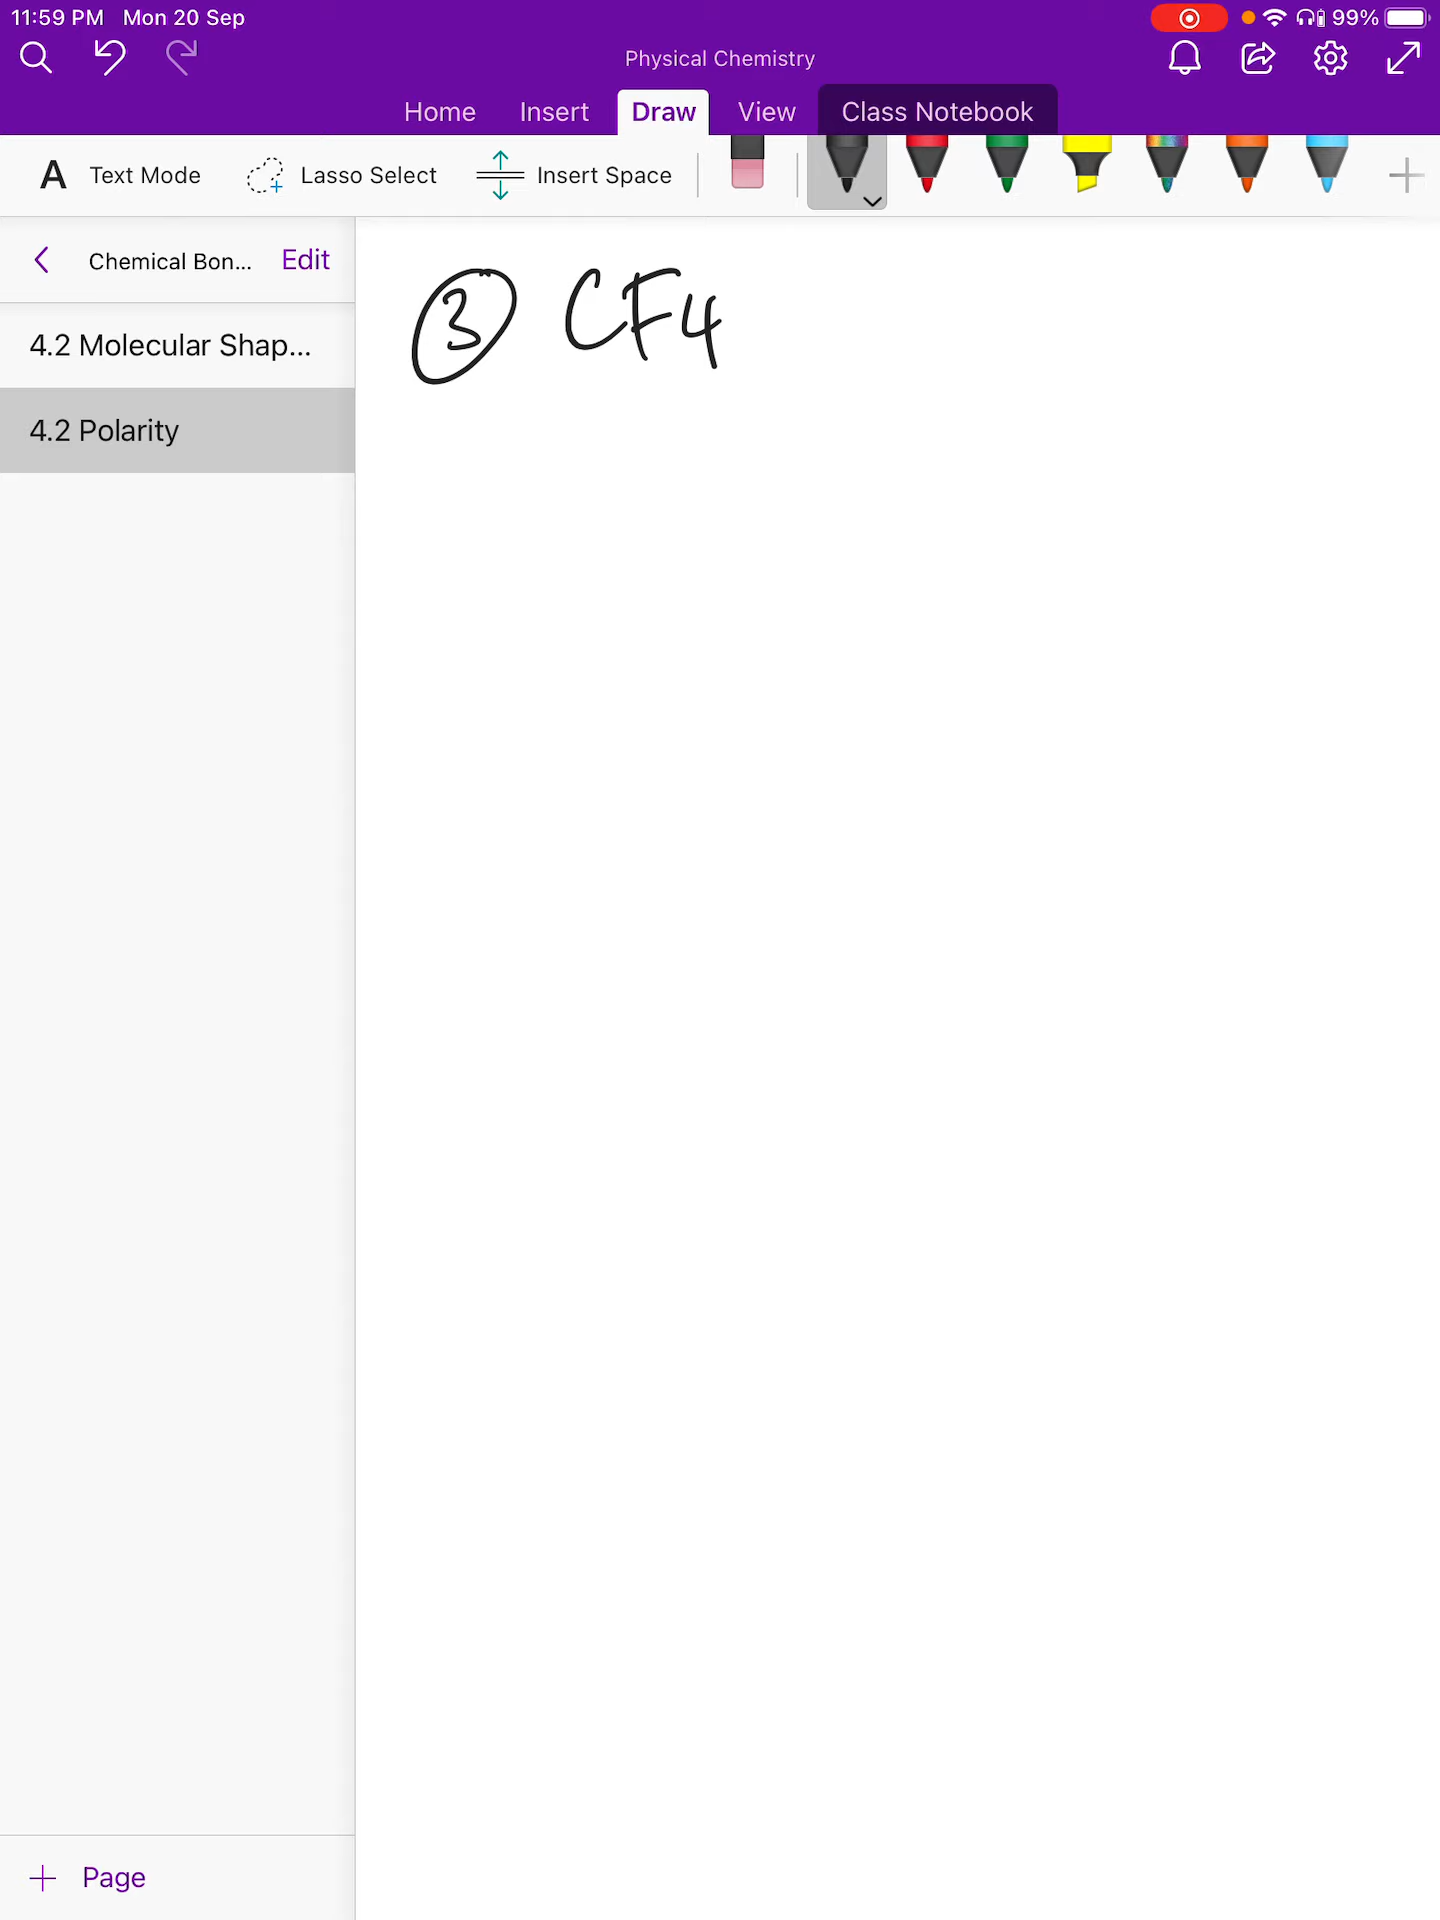 11:59 PM Mon 20 Sep 99%
Physical Chemistry
Home Insert Draw View Class Notebook
A Text Mode Lasso Select Insert Space
Chemical Bon... Edit
4.2 Molecular Shap...
4.2 Polarity
Page
③ CF4